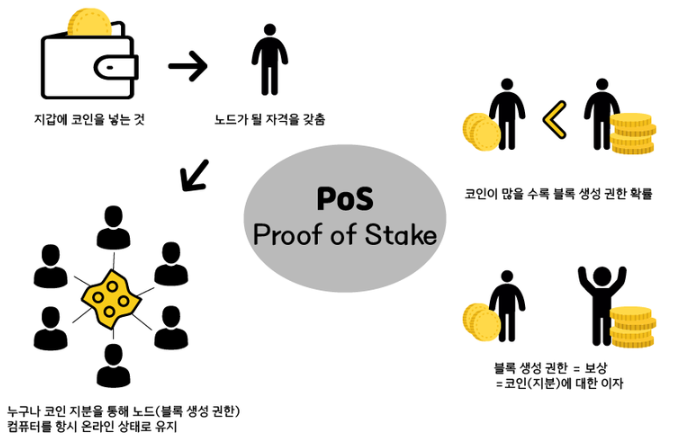 지갑에 코인을 넣는 것
노드가 될 자격을 갖춤
PoS
Proof of Stake
코인이 많을 수록 블록 생성 권한 확률
블록 생성 권한 = 보상
=코인(지분)에 대한 이자
누구나 코인 지분을 통해 노드(블록 생성 권한)
컴퓨터를 항시 온라인 상태로 유지